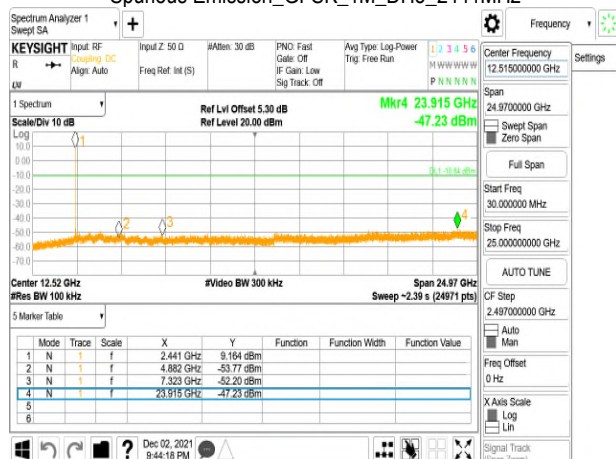 Spectrum Analyzer 1
Swept SA
Frequency
Settings
KEYSIGHT
R
Input: RF
Coupling: DC
Align: Auto
Input Z: 50 Ω
Freq Ref: Int (S)
#Atten: 30 dB
PNO: Fast
Gate: Off
IF Gain: Low
Sig Track: Off
Avg Type: Log-Power
Trig: Free Run
1 2 3 4 5 6
M W W W W W
P N N N N N
1 Spectrum
Scale/Div 10 dB
Log
Ref Lvl Offset 5.30 dB
Ref Level 20.00 dBm
Mkr4 23.915 GHz
-47.23 dBm
10.0
0.00
-10.0
-20.0
-30.0
-40.0
-50.0
-60.0
-70.0
1
2
3
4
Center 12.52 GHz
#Res BW 100 kHz
#Video BW 300 kHz
Span 24.97 GHz
Sweep ~2.39 s (24971 pts)
5 Marker Table
Mode Trace Scale X Y Function Function Width Function Value
1 N 1 f 2.441 GHz 9.164 dBm
2 N 1 f 4.882 GHz -53.77 dBm
3 N 1 f 7.323 GHz -52.20 dBm
4 N 1 f 23.915 GHz -47.23 dBm
5
6
Dec 02, 2021
9:44:18 PM
Center Frequency
12.515000000 GHz
Span
24.9700000 GHz
Swept Span
Zero Span
Full Span
Start Freq
30.000000 MHz
Stop Freq
25.000000000 GHz
AUTO TUNE
CF Step
2.497000000 GHz
Auto
Man
Freq Offset
0 Hz
X Axis Scale
Log
Lin
Signal Track